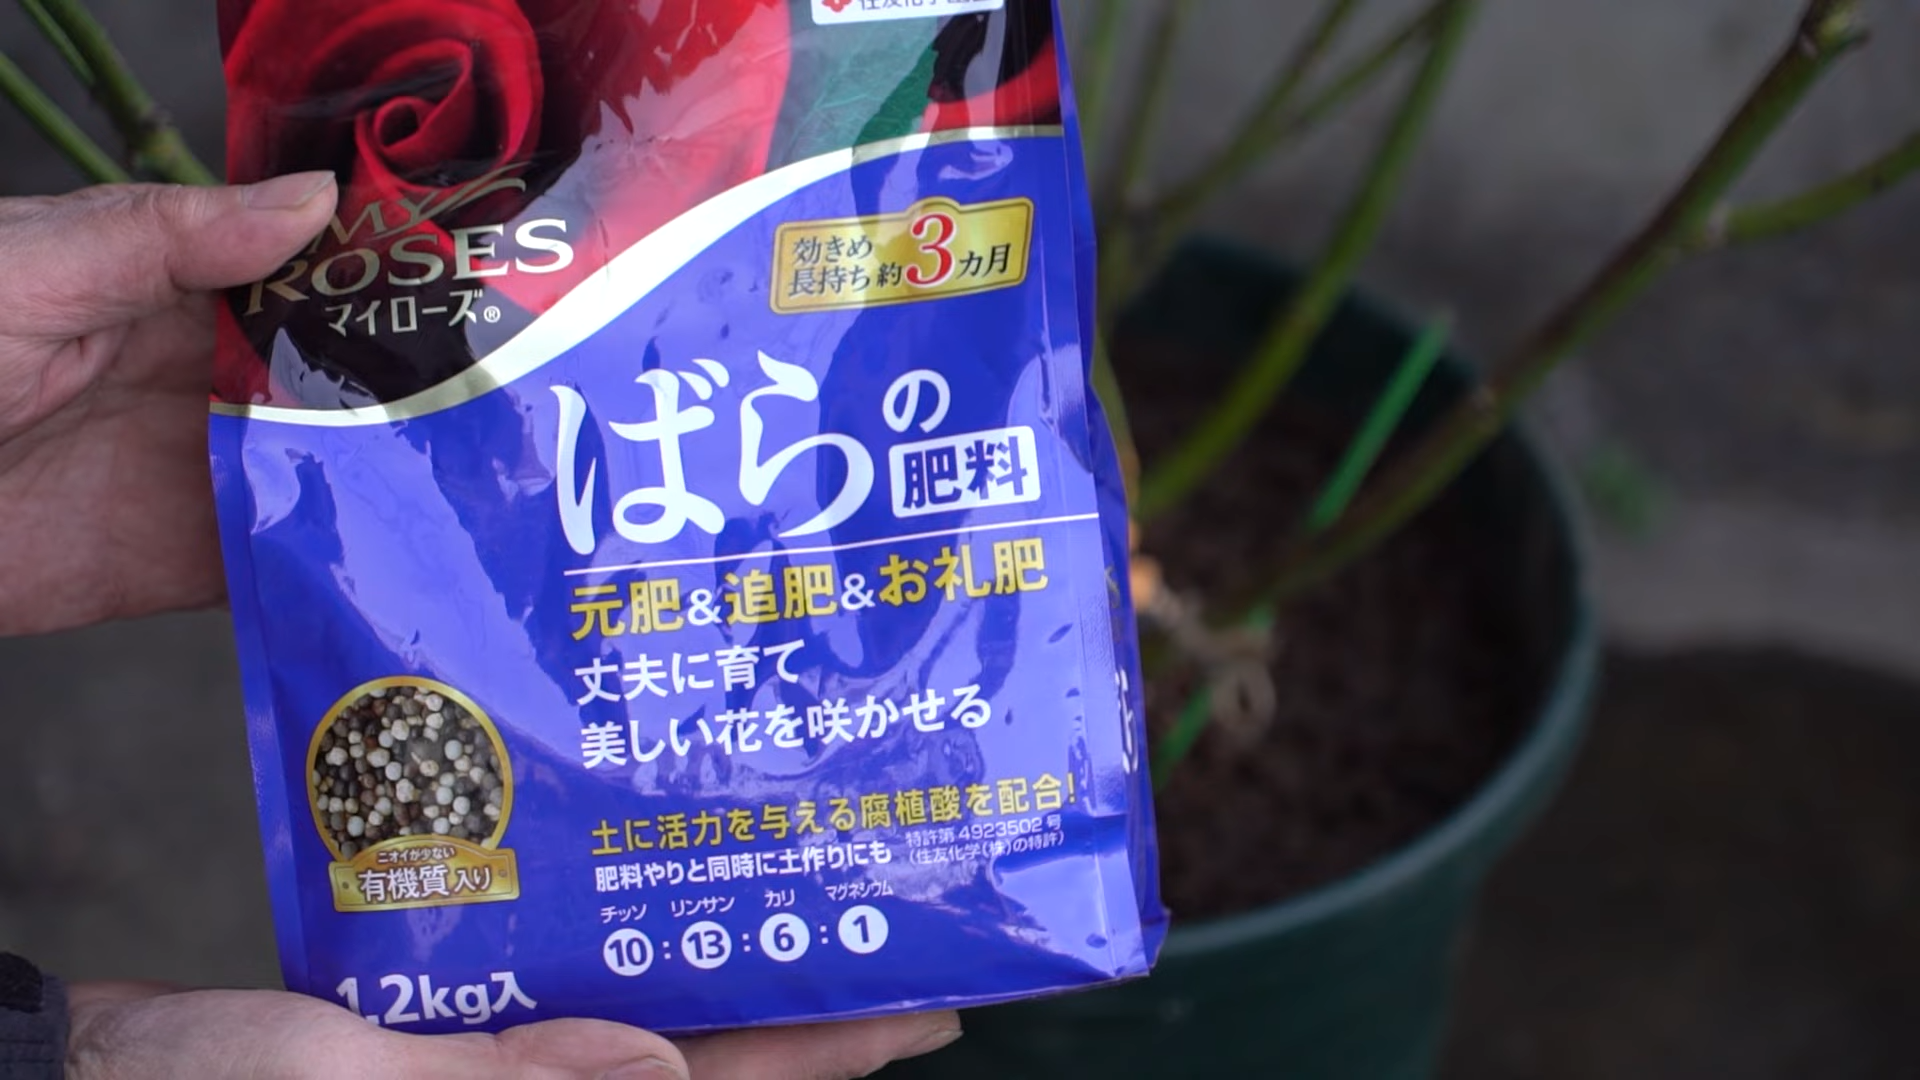 住友化学園芸
MY
ROSES
マイローズ®
効きめ
長持ち 約3カ月
ばらの
肥料
元肥&追肥&お礼肥
丈夫に育て
美しい花を咲かせる
土に活力を与える腐植酸を配合!
肥料やりと同時に土作りにも
特許第4923502号
(住友化学(株)の特許)
チッソ リンサン カリ マグネシウム
10:13:6:1
ニオイが少ない
有機質入り
1.2kg入